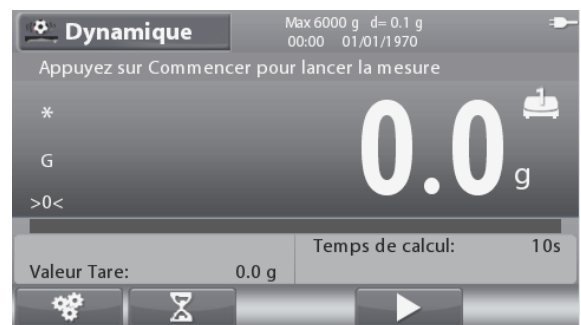 Dynamique
Max 6000 g d= 0.1 g
00:00 01/01/1970
Appuyez sur Commencer pour lancer la mesure
*
1
0.0 g
G
>0<
Temps de calcul: 10s
Valeur Tare: 0.0 g